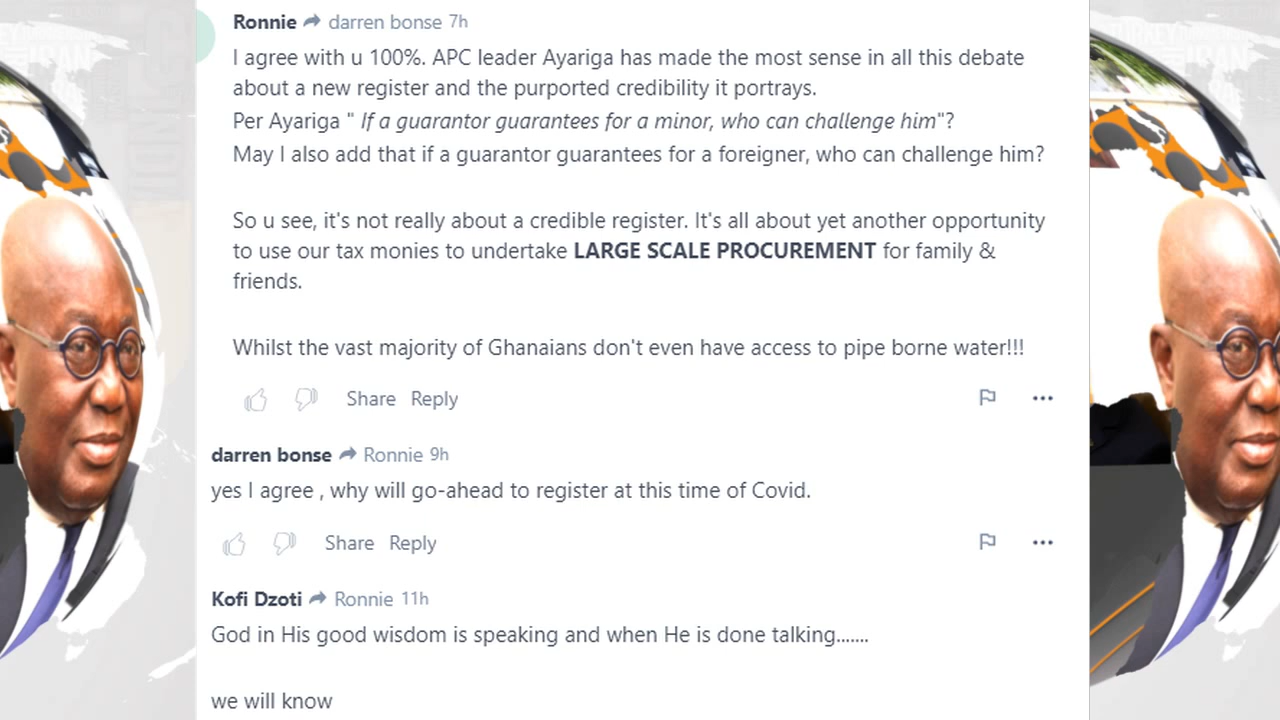 Ronnie darren bonse 7h
I agree with u 100%. APC leader Ayariga has made the most sense in all this debate
about a new register and the purported credibility it portrays.
Per Ayariga " If a guarantor guarantees for a minor, who can challenge him"?
May I also add that if a guarantor guarantees for a foreigner, who can challenge him?
So u see, it's not really about a credible register. It's all about yet another opportunity
to use our tax monies to undertake LARGE SCALE PROCUREMENT for family &
friends.
Whilst the vast majority of Ghanaians don't even have access to pipe borne water!!!
Share Reply
darren bonse Ronnie 9h
yes I agree , why will go-ahead to register at this time of Covid.
Share Reply
Kofi Dzoti Ronnie 11h
God in His good wisdom is speaking and when He is done talking.......
we will know
IRAN
TURKEY
IRAN